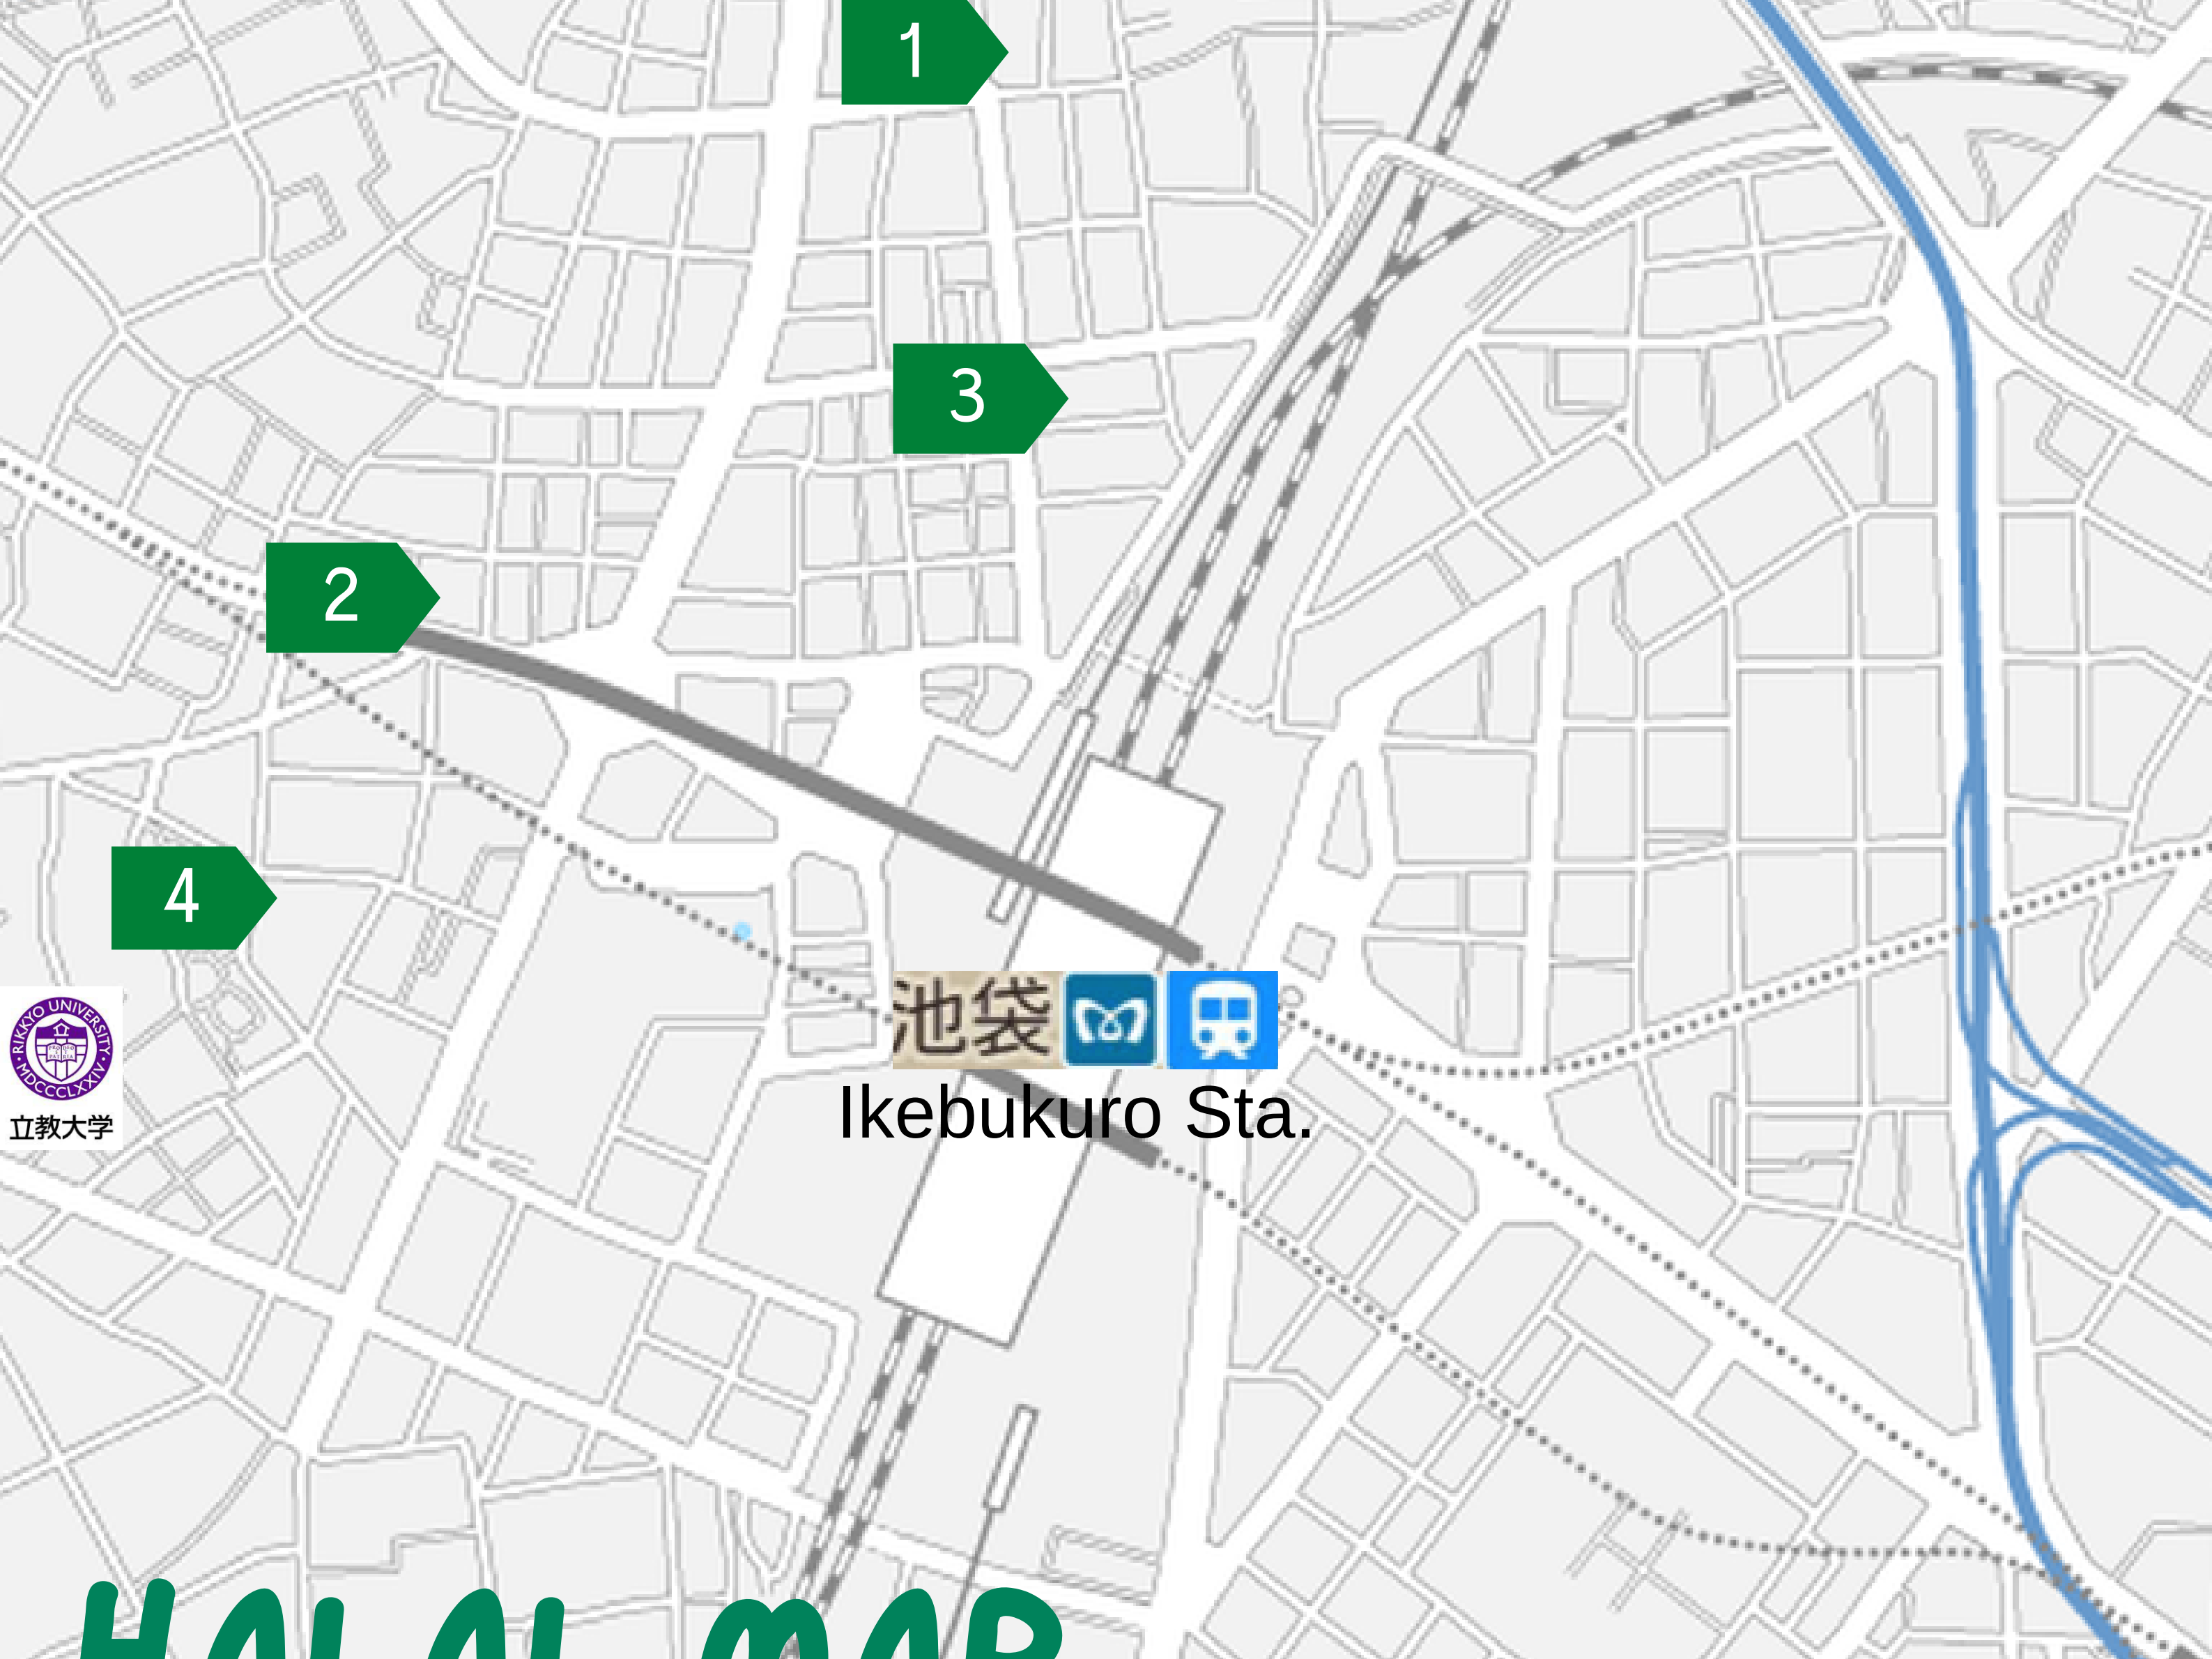 1
3
2
4
池袋
Ikebukuro Sta.
RIKKYO UNIVERSITY
MDCCCLXXIV
立教大学
HALAL MAP